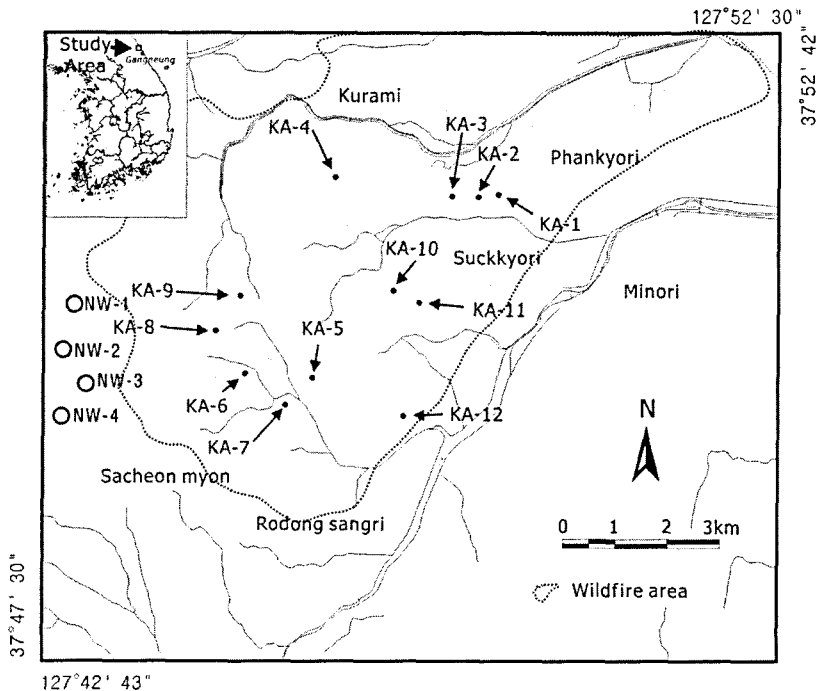 127°52' 30"
37°52' 42"
Study
Area
Gangneung
Kurami
KA-4
KA-3
KA-2
Phankyori
KA-1
KA-10
Suckkyori
KA-9
NW-1
Minori
KA-11
KA-8
KA-5
NW-2
NW-3
KA-6
NW-4
KA-12
N
KA-7
Sacheon myon
Rodong sangri
0 1 2 3km
Wildfire area
37°47' 30"
127°42' 43"